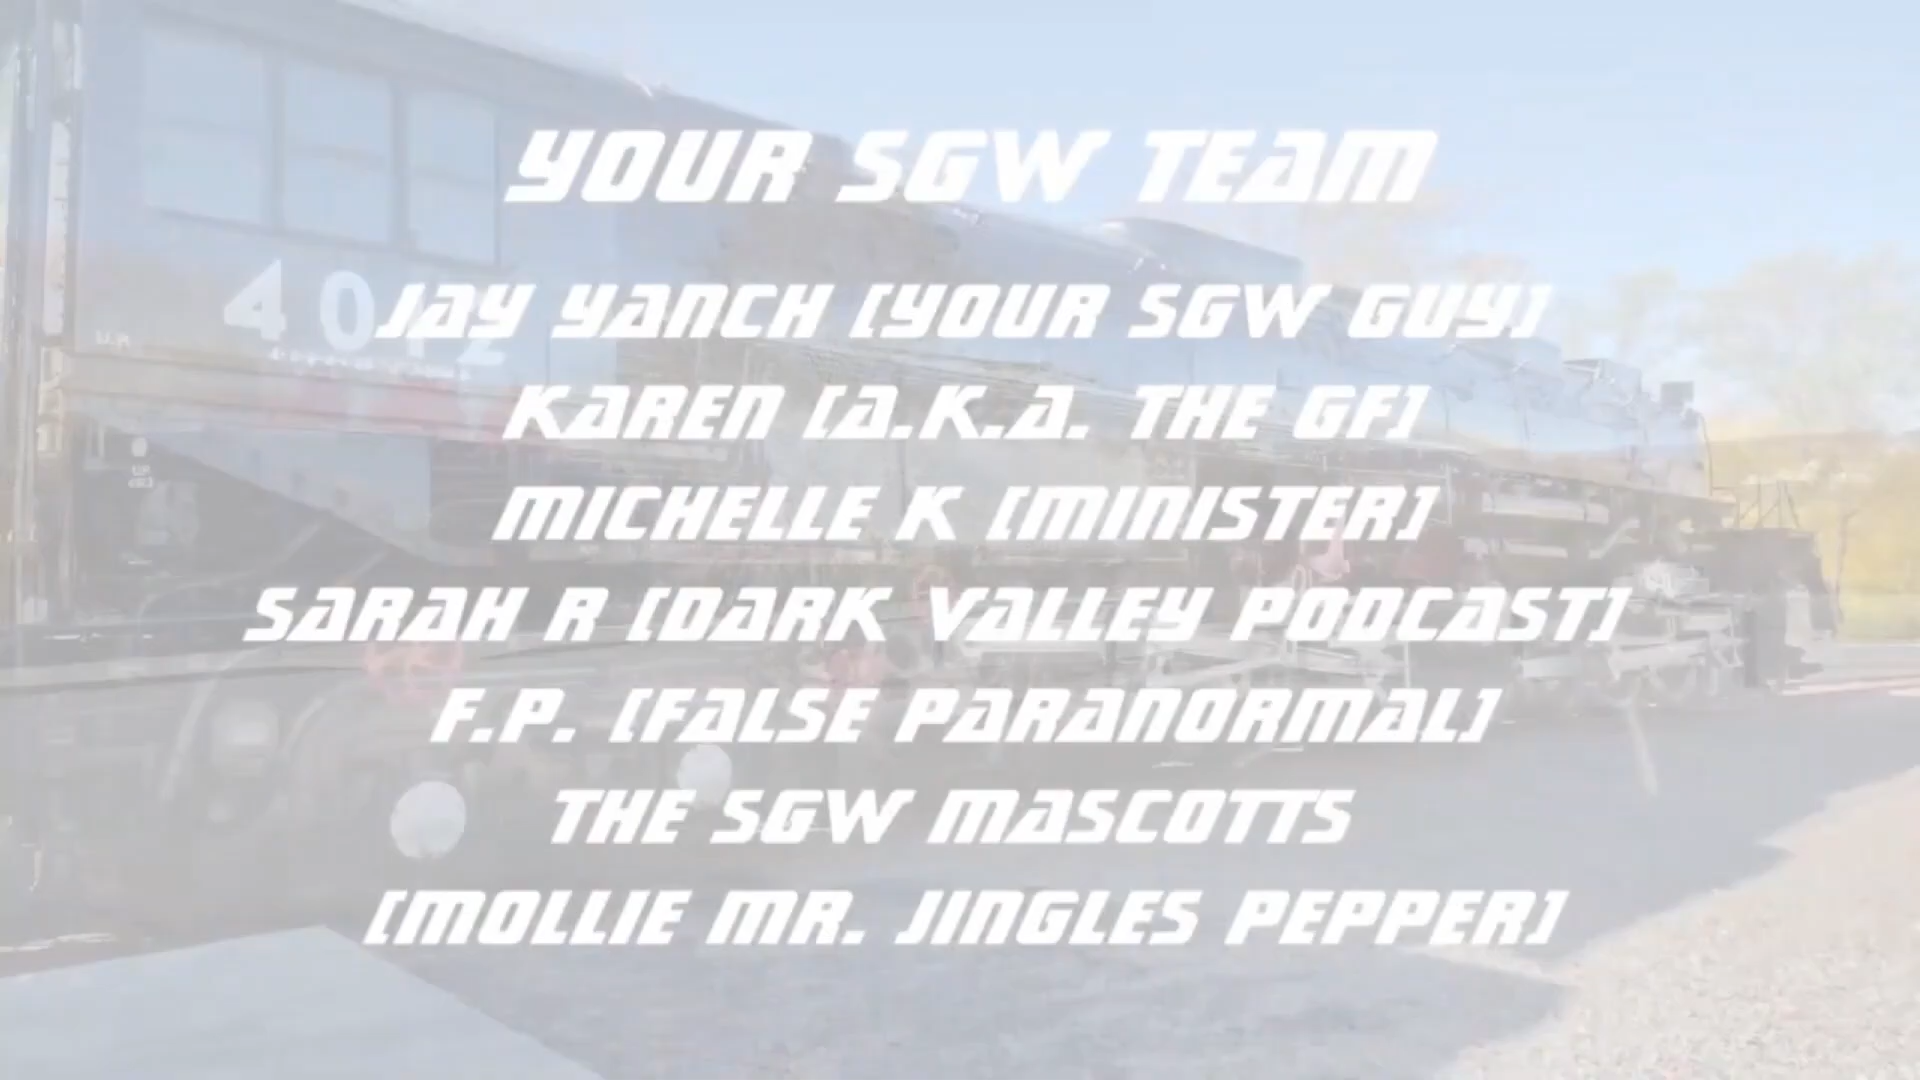 YOUR SGW TEAM
JAY YANCH [YOUR SGW GUY]
KAREN [A.K.A. THE GF]
MICHELLE K [MINISTER]
SARAH R [DARK VALLEY PODCAST]
F.P. [FALSE PARANORMAL]
THE SGW MASCOTTS
[MOLLIE MR. JINGLES PEPPER]
4012
U.P.